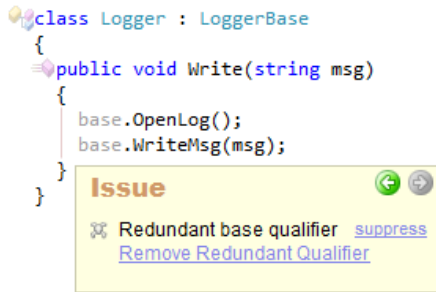 class Logger : LoggerBase
{
public void Write(string msg)
{
base.OpenLog();
base.WriteMsg(msg);
}
}
Issue
Redundant base qualifier suppress
Remove Redundant Qualifier